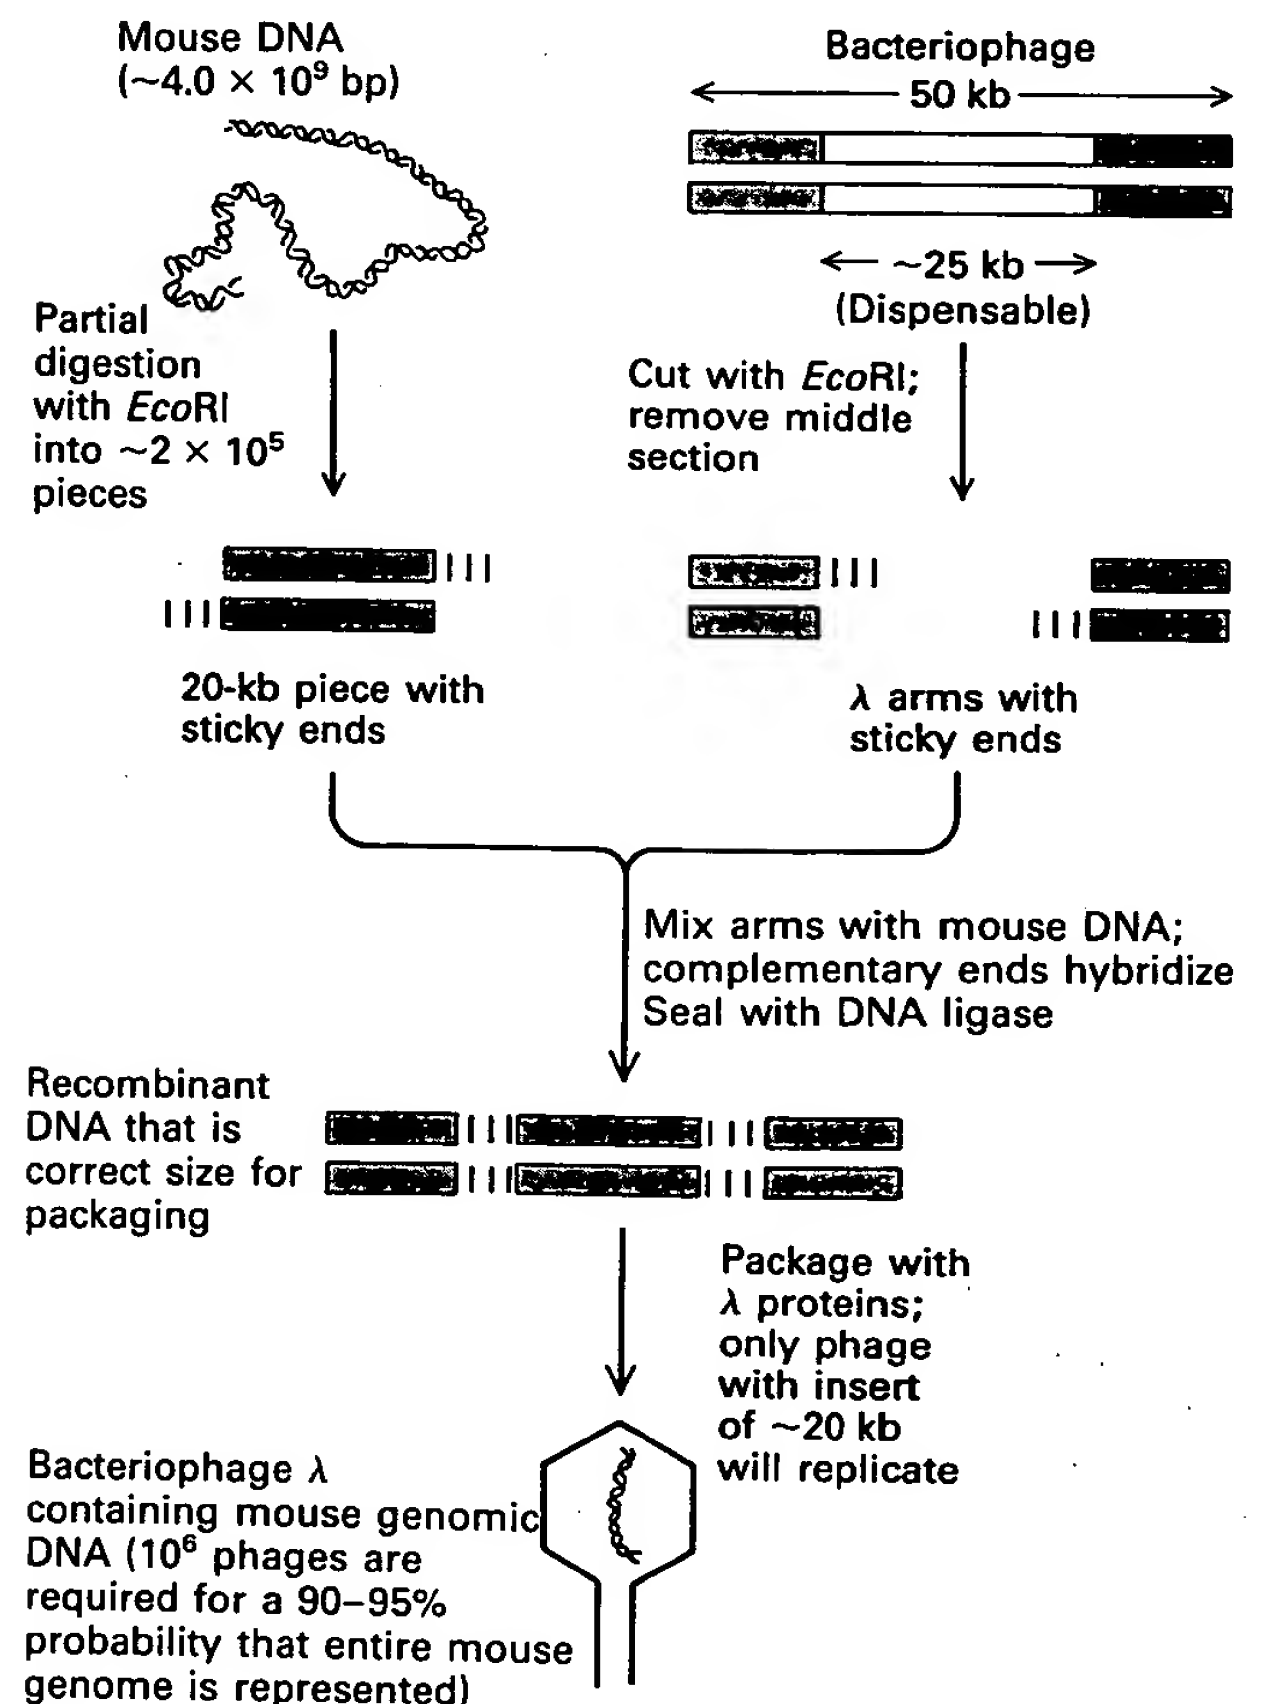 Mouse DNA
(~4.0 × 10⁹ bp)
Bacteriophage
50 kb
~25 kb
(Dispensable)
Partial
digestion
with EcoRI
into ~2 × 10⁵
pieces
Cut with EcoRI;
remove middle
section
20-kb piece with
sticky ends
λ arms with
sticky ends
Mix arms with mouse DNA;
complementary ends hybridize
Seal with DNA ligase
Recombinant
DNA that is
correct size for
packaging
Package with
λ proteins;
only phage
with insert
of ~20 kb
will replicate
Bacteriophage λ
containing mouse genomic
DNA (10⁶ phages are
required for a 90–95%
probability that entire mouse
genome is represented)